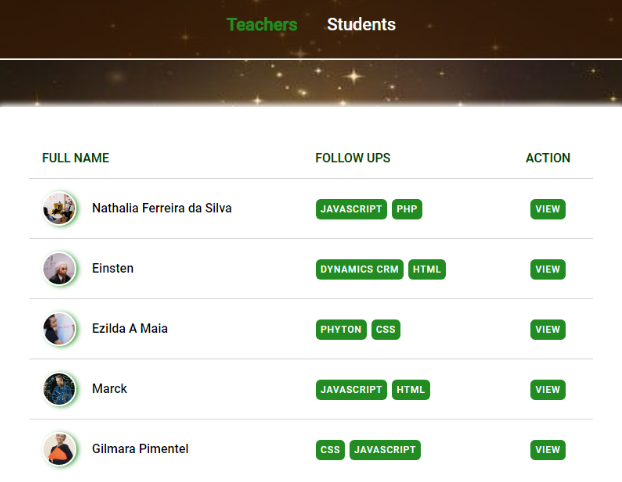 Teachers Students
FULL NAME FOLLOW UPS ACTION
Nathalia Ferreira da Silva JAVASCRIPT PHP VIEW
Einsten DYNAMICS CRM HTML VIEW
Ezilda A Maia PHYTON CSS VIEW
Marck JAVASCRIPT HTML VIEW
Gilmara Pimentel CSS JAVASCRIPT VIEW